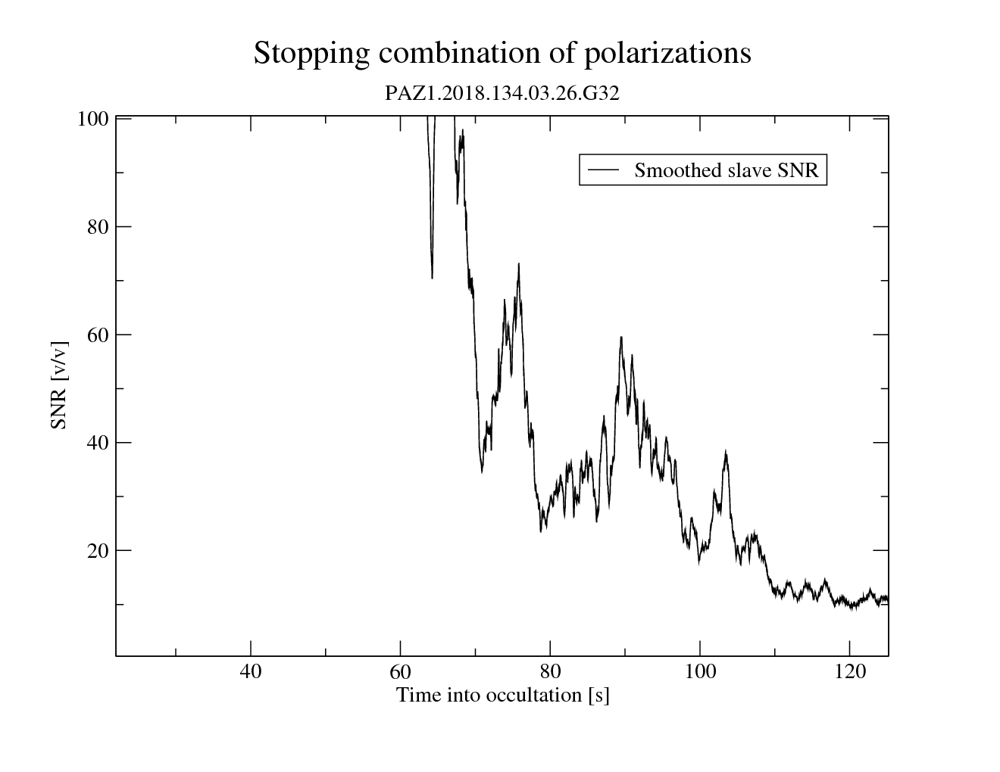 Stopping combination of polarizations
PAZ1.2018.134.03.26.G32
Smoothed slave SNR
SNR [v/v]
100
80
60
40
20
40 60 80 100 120
Time into occultation [s]